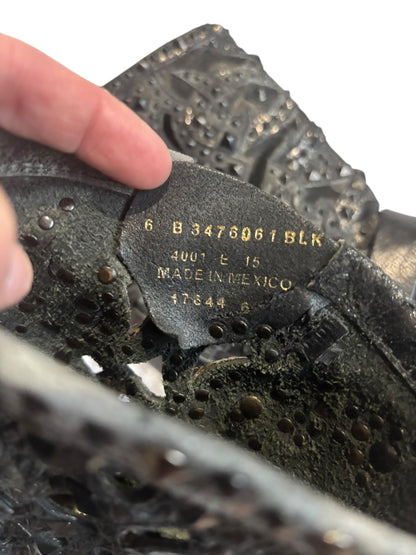 6 B 3476061 BLK
4001 E 15
MADE IN MEXICO
17644 6